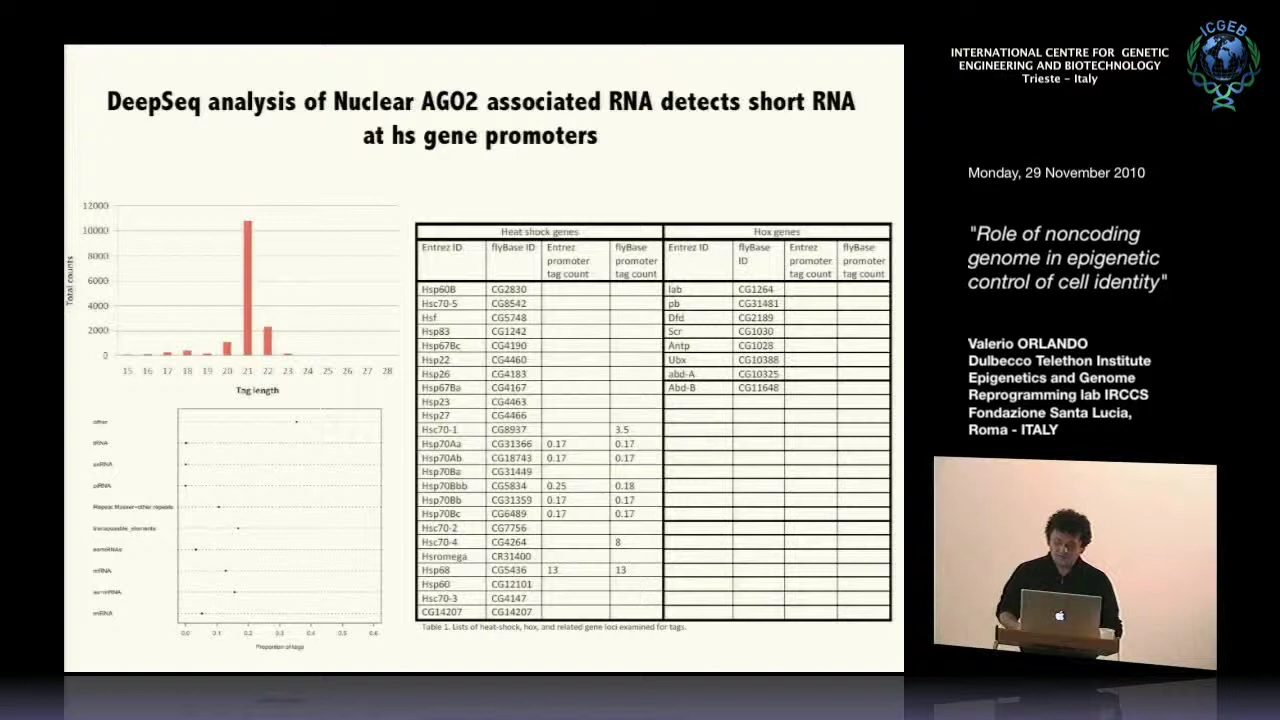 DeepSeq analysis of Nuclear AGO2 associated RNA detects short RNA
at hs gene promoters
12000
10000
8000
6000
4000
2000
0
Total counts
15 16 17 18 19 20 21 22 23 24 25 26 27 28
Tag length
other
tRNA
snRNA
Repeat Masker-other repeats
transposable_elements
0.0 0.1 0.2 0.3 0.4 0.5 0.6
Proportion of tags
Heat shock genes Hox genes
Entrez ID flyBase ID Entrez promoter tag count flyBase promoter tag count Entrez ID flyBase ID Entrez promoter tag count flyBase promoter tag count
Hsp60B CG2830 lab CG1264
Hsc70-5 CG8542 pb CG31481
Hsf CG5748 Dfd CG2189
Hsp83 CG1242 Scr CG1030
Hsp67Bc CG4190 Antp CG1028
Hsp22 CG4460 Ubx CG10388
Hsp26 CG4183 abd-A CG10325
Hsp67Ba CG4167 Abd-B CG11648
Hsp23 CG4463
Hsp27 CG4466
Hsc70-1 CG8937 3.5
Hsp70Aa CG31366 0.17 0.17
Hsp70Ab CG18743 0.17 0.17
Hsp70Ba CG31449
Hsp70Bbb CG5834 0.25 0.18
Hsp70Bb CG31359 0.17 0.17
Hsp70Bc CG6489 0.17 0.17
Hsc70-2 CG7756
Hsc70-4 CG4264 8
Hsromega CR31400
Hsp68 CG5436 13 13
Hsp60 CG12101
Hsc70-3 CG4147
CG14207 CG14207
Table 1. Lists of heat-shock, hox, and related gene loci examined for tags.
INTERNATIONAL CENTRE FOR GENETIC
ENGINEERING AND BIOTECHNOLOGY
Trieste - Italy
ICGEB
Monday, 29 November 2010
"Role of noncoding
genome in epigenetic
control of cell identity"
Valerio ORLANDO
Dulbecco Telethon Institute
Epigenetics and Genome
Reprogramming lab IRCCS
Fondazione Santa Lucia,
Roma - ITALY